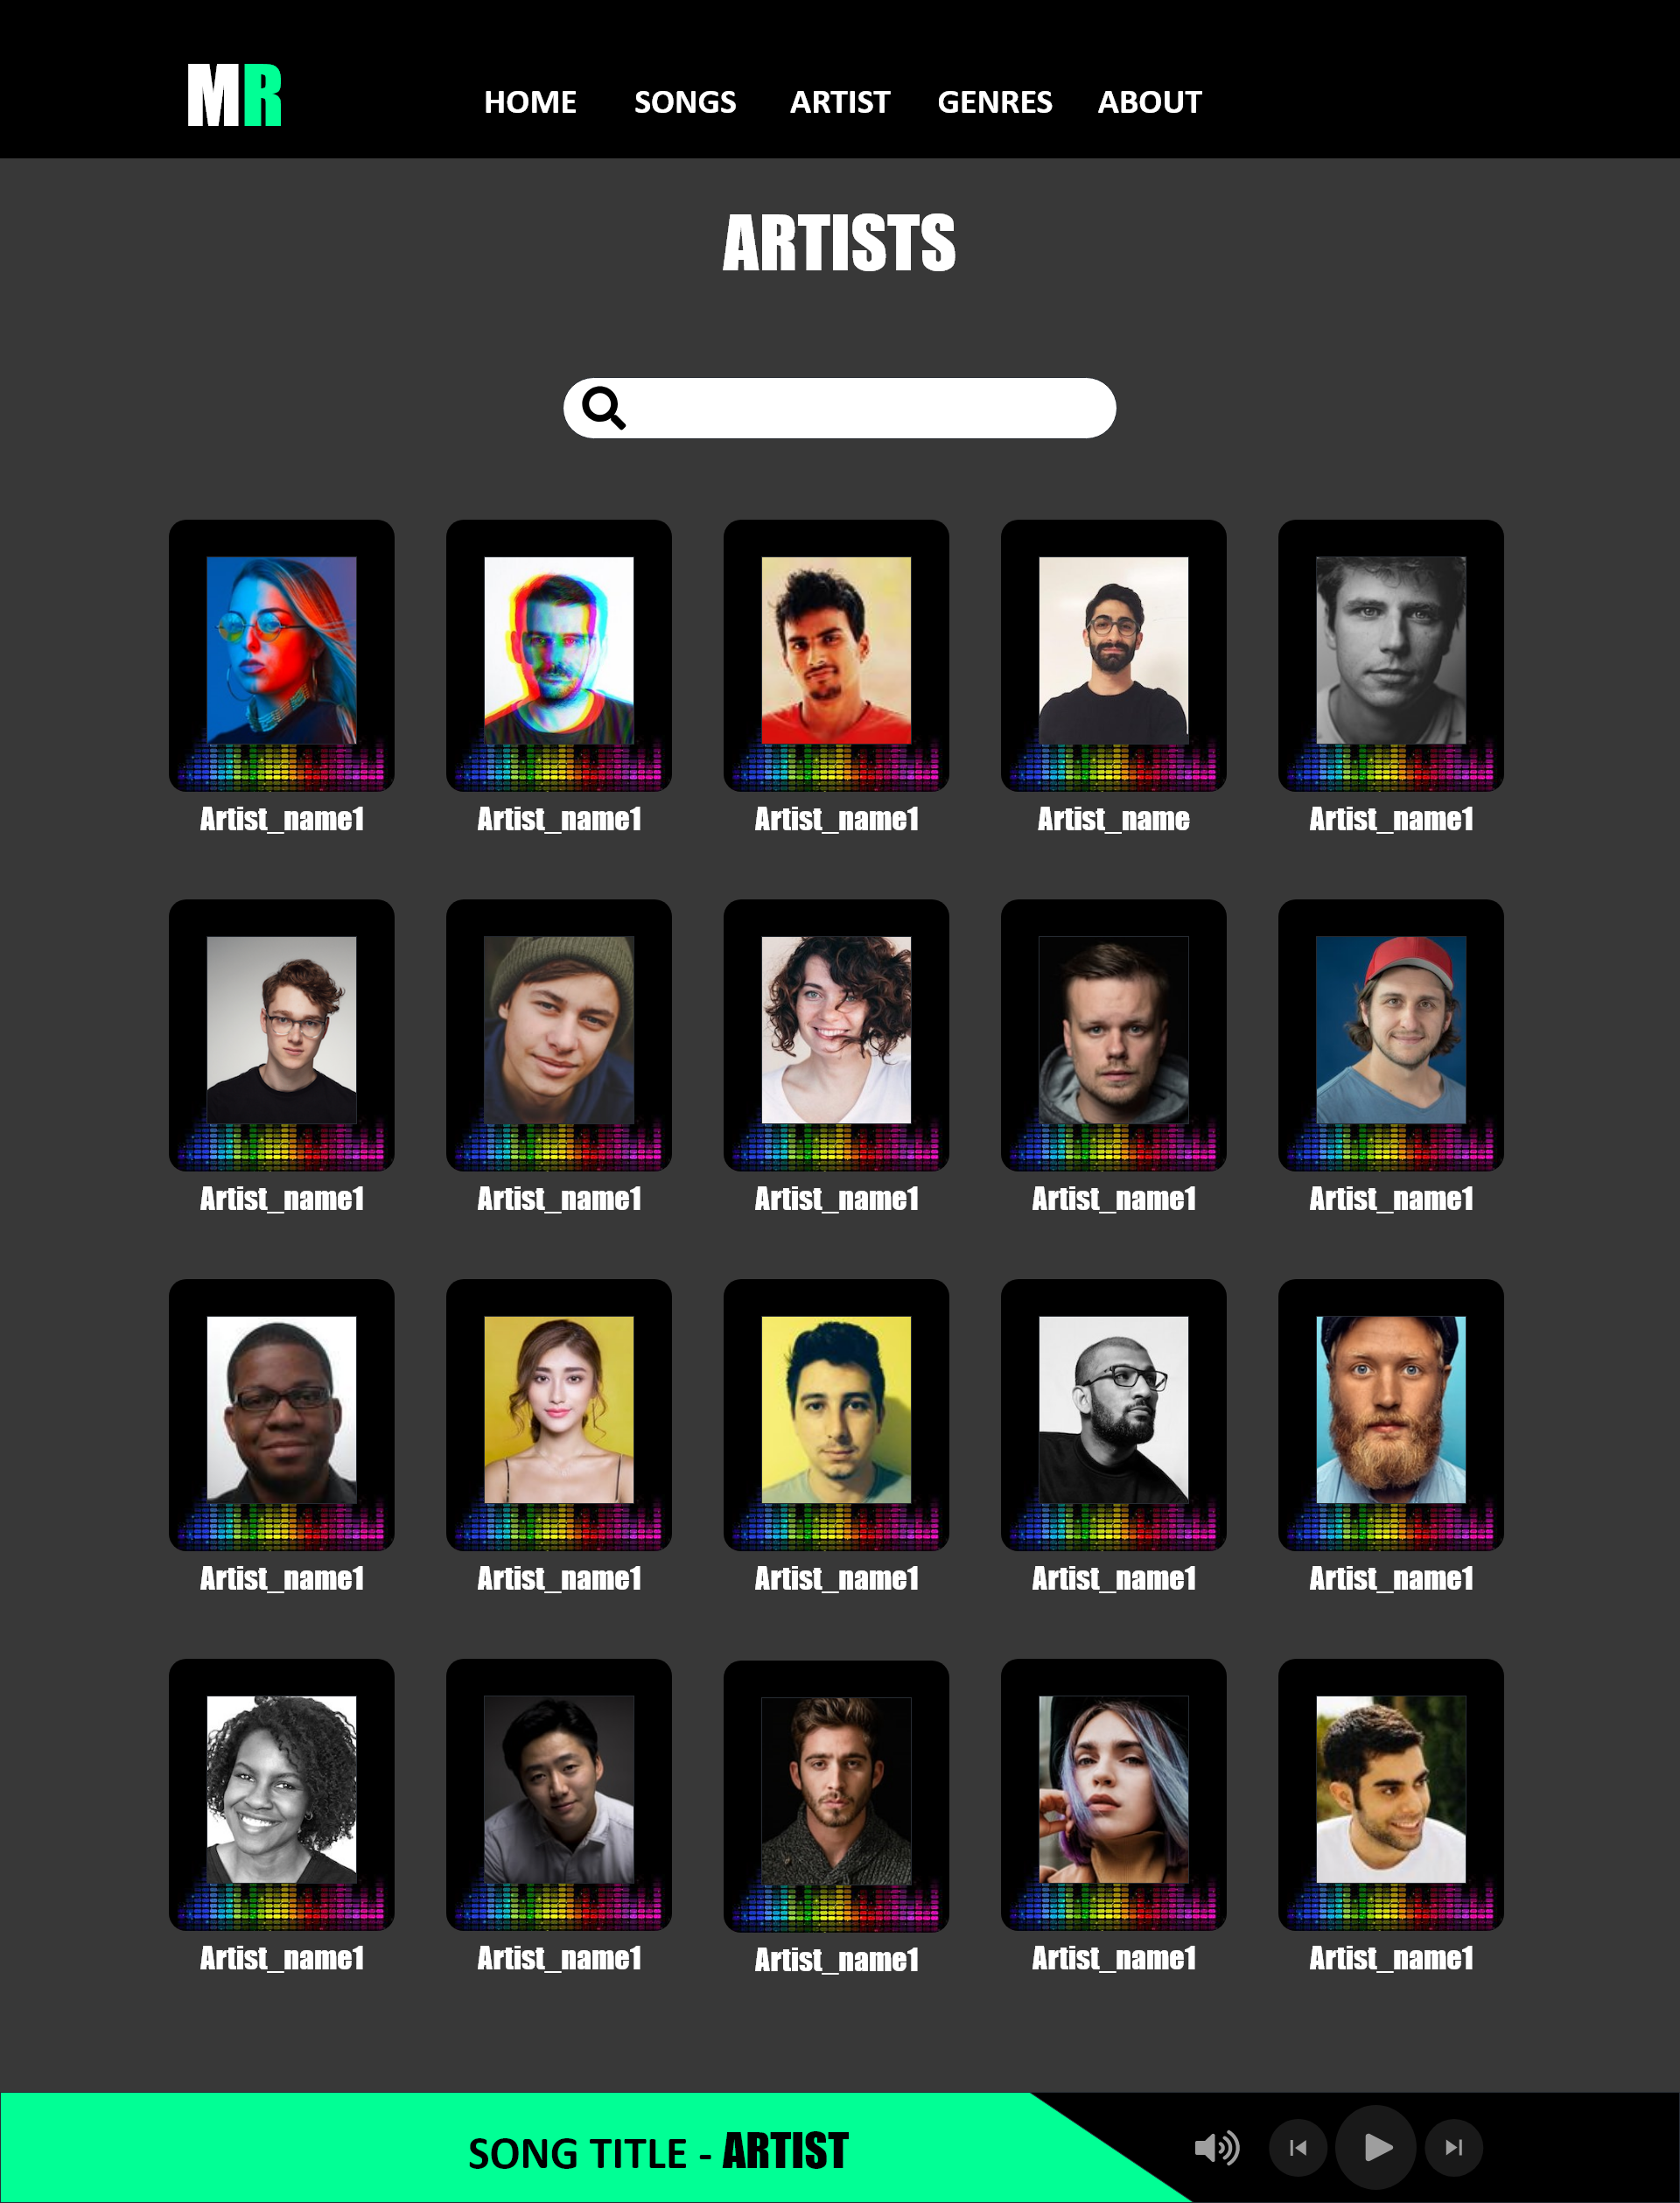 MR
HOME SONGS ARTIST GENRES ABOUT
ARTISTS
Artist_name1 Artist_name1 Artist_name1 Artist_name Artist_name1
Artist_name1 Artist_name1 Artist_name1 Artist_name1 Artist_name1
Artist_name1 Artist_name1 Artist_name1 Artist_name1 Artist_name1
Artist_name1 Artist_name1 Artist_name1 Artist_name1 Artist_name1
SONG TITLE - ARTIST